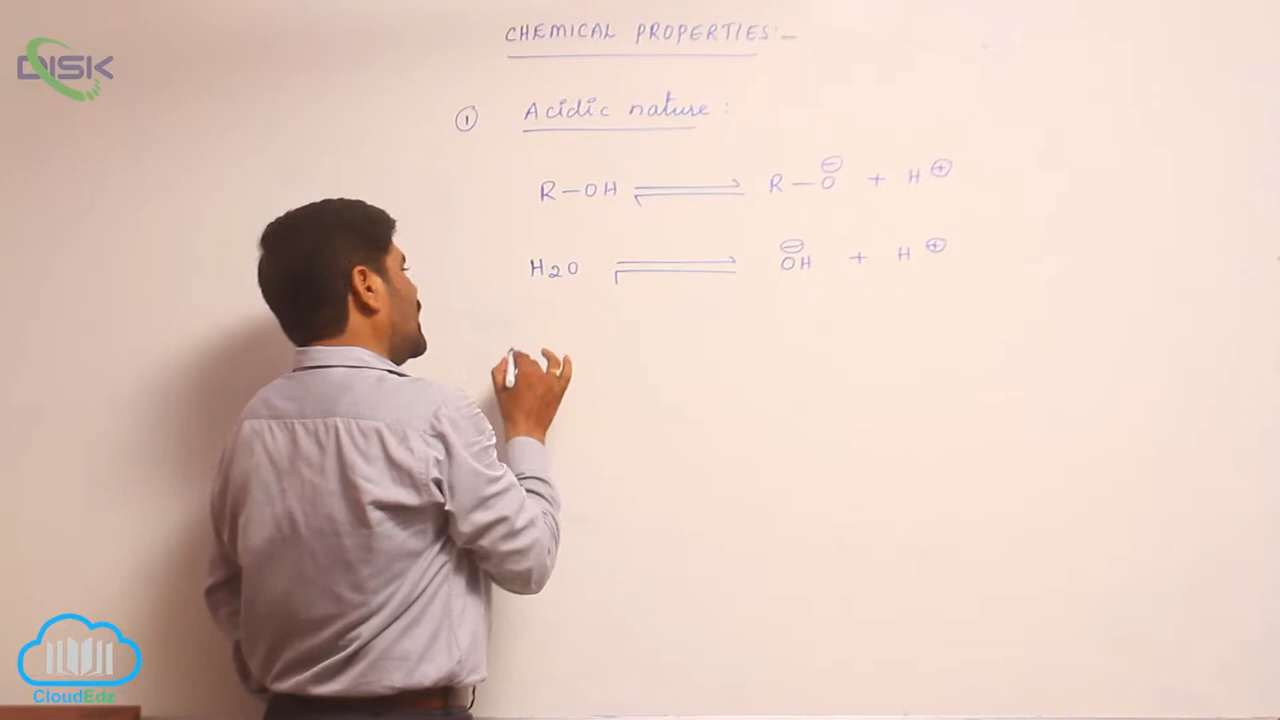 DISK
CHEMICAL PROPERTIES:-
① Acidic nature:
R-OH ⇌ R-O⊖ + H⊕
H2O ⇌ OH⊖ + H⊕
CloudEdz